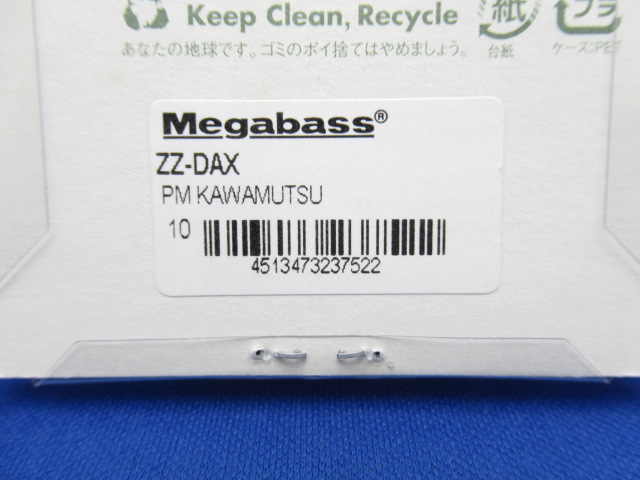 Keep Clean, Recycle
あなたの地球です。ゴミのポイ捨てはやめましょう。
紙
台紙
プラ
ケース:PET
Megabass®
ZZ-DAX
PM KAWAMUTSU
10
4513473237522